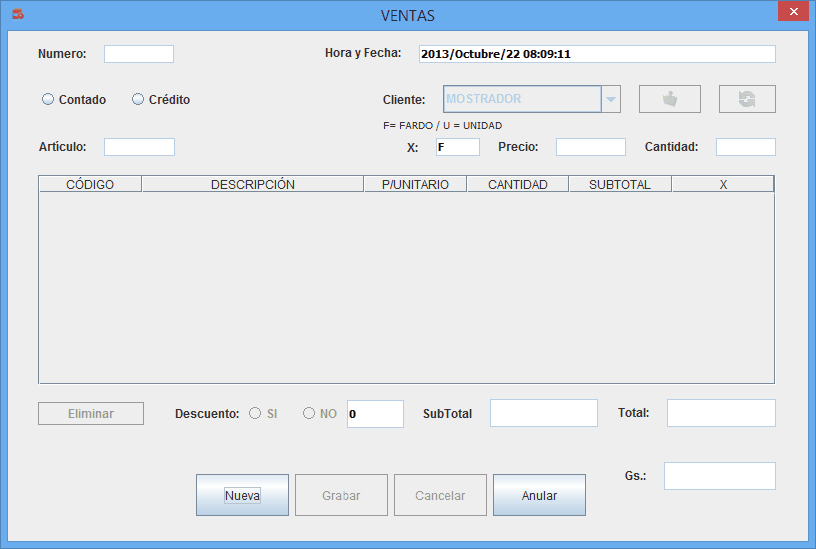 VENTAS
Numero: Hora y Fecha: 2013/Octubre/22 08:09:11
Contado Crédito Cliente: MOSTRADOR
F= FARDO / U = UNIDAD
Artículo: X: F Precio: Cantidad:
CÓDIGO DESCRIPCIÓN P/UNITARIO CANTIDAD SUBTOTAL X
Eliminar Descuento: SI NO 0 SubTotal Total:
Gs.:
Nueva Grabar Cancelar Anular